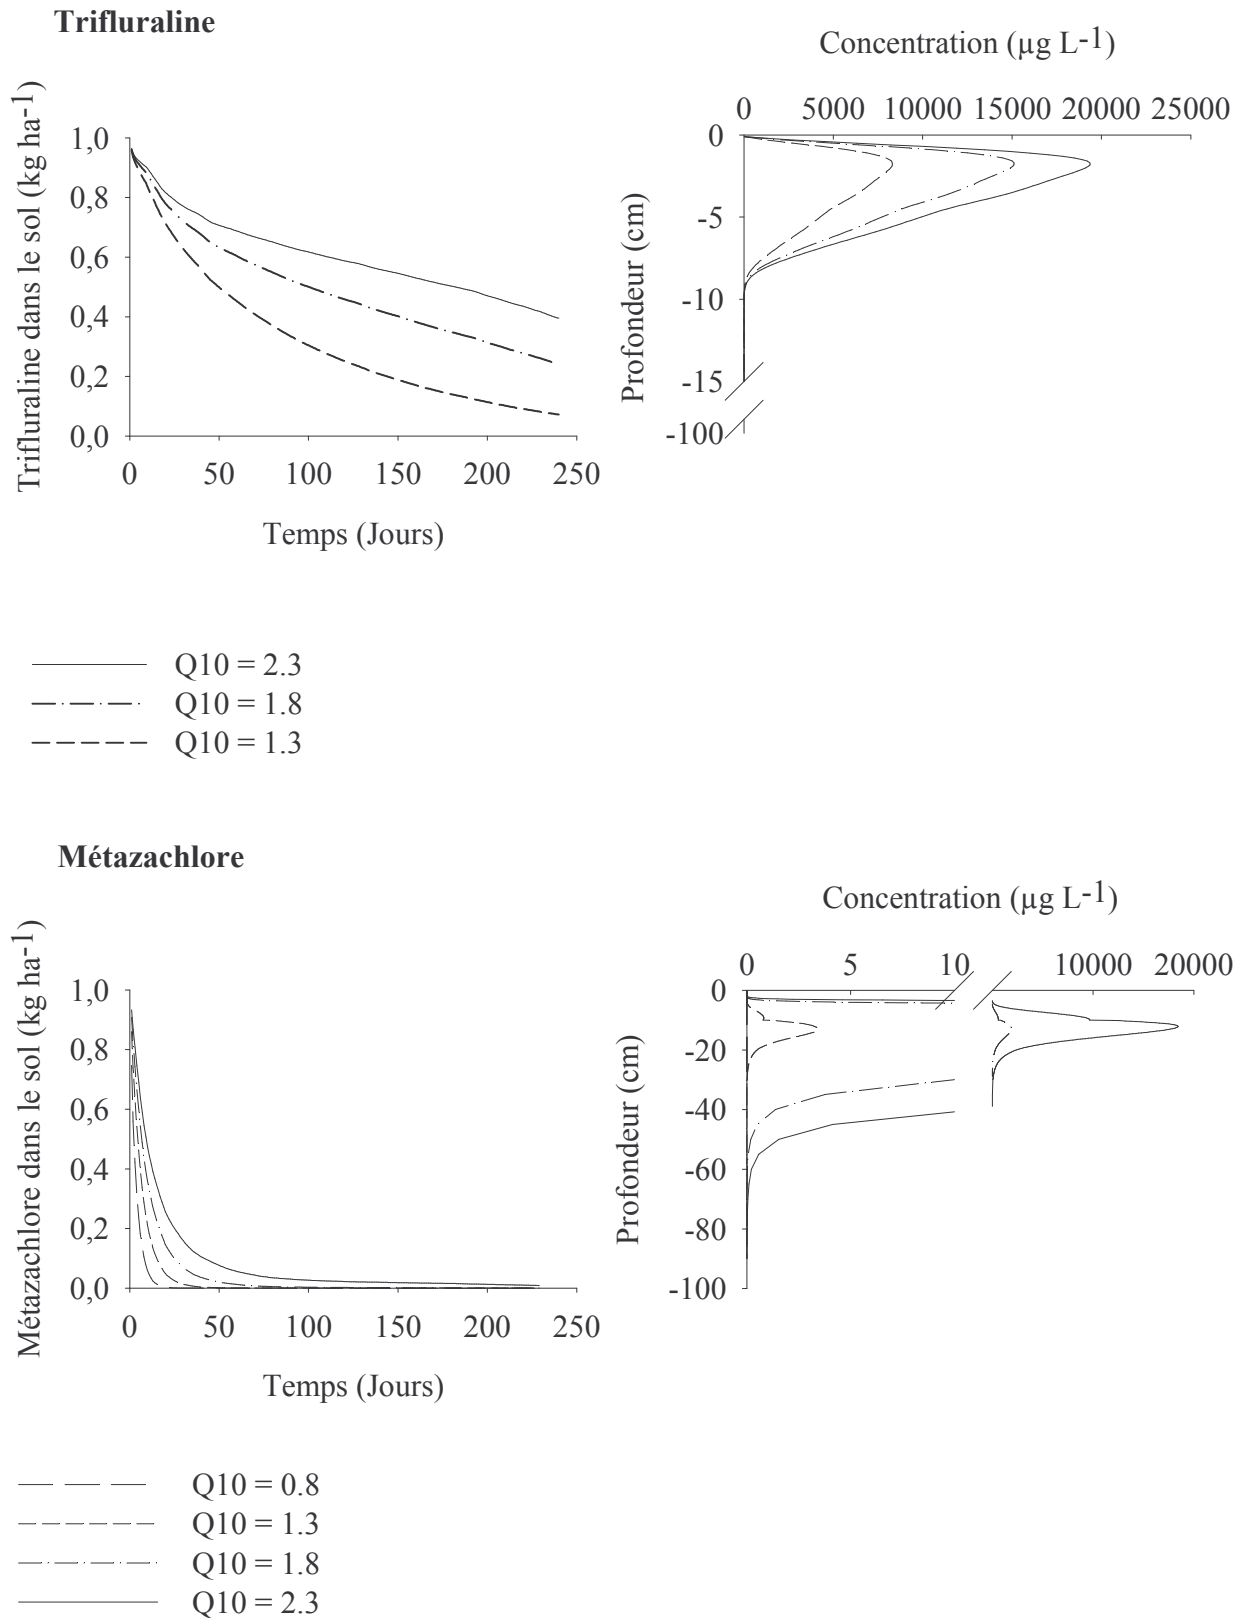 Trifluraline
Trifluraline dans le sol (kg ha-1)
1,0
0,8
0,6
0,4
0,2
0,0
0 50 100 150 200 250
Temps (Jours)
Concentration (µg L-1)
0 5000 10000 15000 20000 25000
Profondeur (cm)
0
-5
-10
-15
-100
Q10 = 2.3
Q10 = 1.8
Q10 = 1.3
Métazachlore
Métazachlore dans le sol (kg ha-1)
1,0
0,8
0,6
0,4
0,2
0,0
0 50 100 150 200 250
Temps (Jours)
Concentration (µg L-1)
0 5 10 10000 20000
Profondeur (cm)
0
-20
-40
-60
-80
-100
Q10 = 0.8
Q10 = 1.3
Q10 = 1.8
Q10 = 2.3